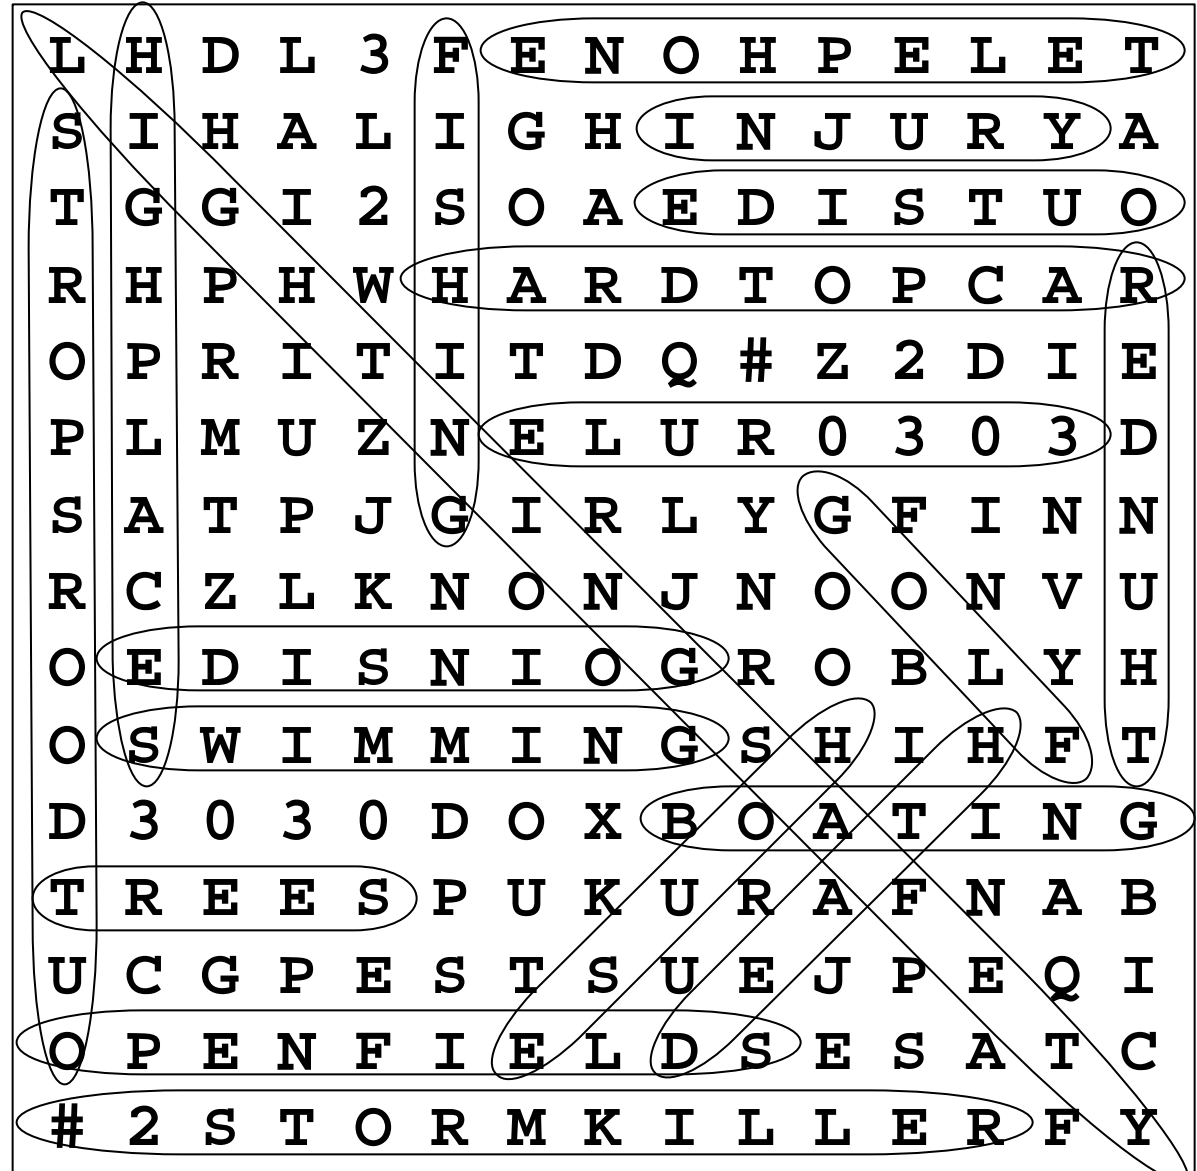 L H D L 3 F E N O H P E L E T
S I H A L I G H I N J U R Y A
T G G I 2 S O A E D I S T U O
R H P H W H A R D T O P C A R
O P R I T I T D Q # Z 2 D I E
P L M U Z N E L U R 0 3 0 3 D
S A T P J G I R L Y G F I N N
R C Z L K N O N J N O O N V U
O E D I S N I O G R O B L Y H
O S W I M M I N G S H I H F T
D 3 0 3 0 D O X B O A T I N G
T R E E S P U K U R A F N A B
U C G P E S T S U E J P E Q I
O P E N F I E L D S E S A T C
# 2 S T O R M K I L L E R F Y